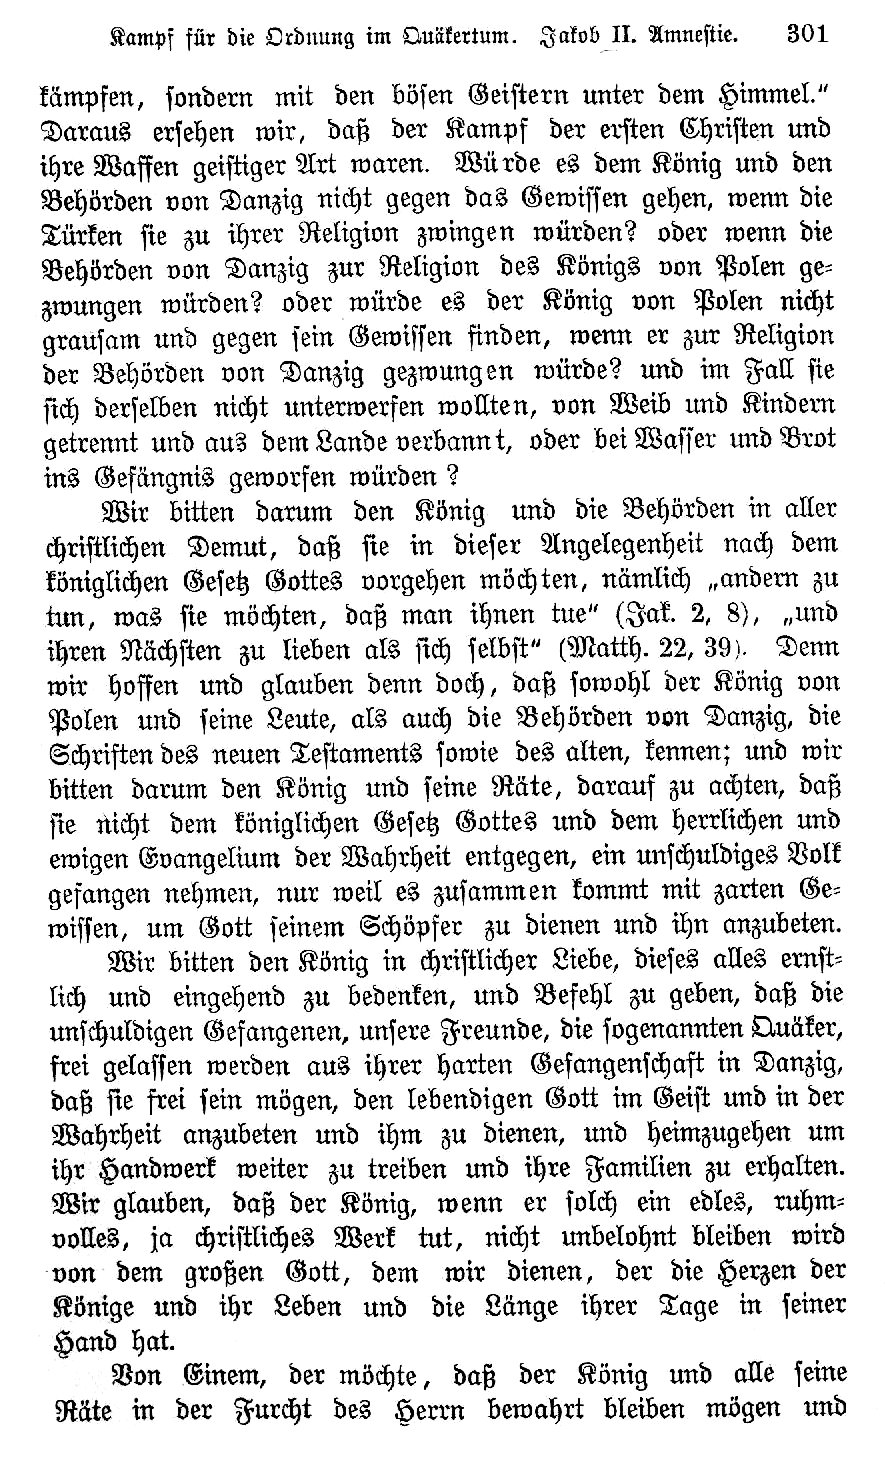 Kampf für die Ordnung im Quäkertum. Jakob II. Amnestie. 301
kämpfen, sondern mit den bösen Geistern unter dem Himmel.“
Daraus ersehen wir, daß der Kampf der ersten Christen und
ihre Waffen geistiger Art waren. Würde es dem König und den
Behörden von Danzig nicht gegen das Gewissen gehen, wenn die
Türken sie zu ihrer Religion zwingen würden? oder wenn die
Behörden von Danzig zur Religion des Königs von Polen ge-
zwungen würden? oder würde es der König von Polen nicht
grausam und gegen sein Gewissen finden, wenn er zur Religion
der Behörden von Danzig gezwungen würde? und im Fall sie
sich derselben nicht unterwerfen wollten, von Weib und Kindern
getrennt und aus dem Lande verbannt, oder bei Wasser und Brot
ins Gefängnis geworfen würden?
Wir bitten darum den König und die Behörden in aller
christlichen Demut, daß sie in dieser Angelegenheit nach dem
königlichen Gesetz Gottes vorgehen möchten, nämlich „andern zu
tun, was sie möchten, daß man ihnen tue“ (Jak. 2, 8), „und
ihren Nächsten zu lieben als sich selbst“ (Matth. 22, 39). Denn
wir hoffen und glauben denn doch, daß sowohl der König von
Polen und seine Leute, als auch die Behörden von Danzig, die
Schriften des neuen Testaments sowie des alten, kennen; und wir
bitten darum den König und seine Räte, darauf zu achten, daß
sie nicht dem königlichen Gesetz Gottes und dem herrlichen und
ewigen Evangelium der Wahrheit entgegen, ein unschuldiges Volk
gefangen nehmen, nur weil es zusammen kommt mit zarten Ge-
wissen, um Gott seinem Schöpfer zu dienen und ihn anzubeten.
Wir bitten den König in christlicher Liebe, dieses alles ernst-
lich und eingehend zu bedenken, und Befehl zu geben, daß die
unschuldigen Gefangenen, unsere Freunde, die sogenannten Quäker,
frei gelassen werden aus ihrer harten Gefangenschaft in Danzig,
daß sie frei sein mögen, den lebendigen Gott im Geist und in der
Wahrheit anzubeten und ihm zu dienen, und heimzugehen um
ihr Handwerk weiter zu treiben und ihre Familien zu erhalten.
Wir glauben, daß der König, wenn er solch ein edles, ruhm-
volles, ja christliches Werk tut, nicht unbelohnt bleiben wird
von dem großen Gott, dem wir dienen, der die Herzen der
Könige und ihr Leben und die Länge ihrer Tage in seiner
Hand hat.
Von Einem, der möchte, daß der König und alle seine
Räte in der Furcht des Herrn bewahrt bleiben mögen und